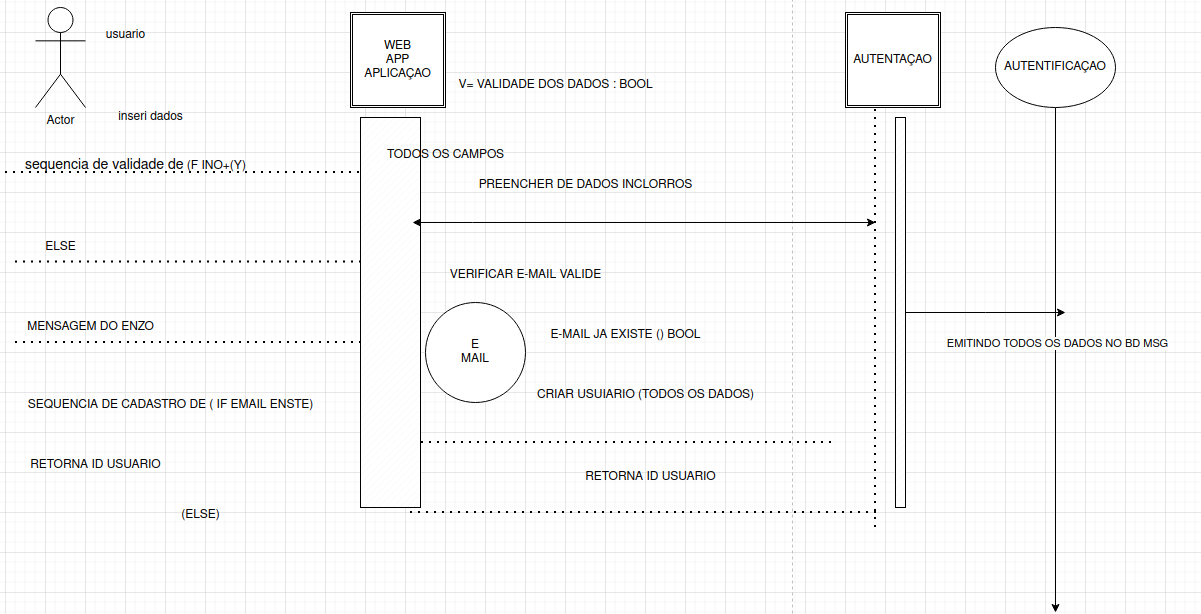 usuario
WEB
APP
APLICAÇAO
AUTENTAÇAO
AUTENTIFICAÇAO
V= VALIDADE DOS DADOS : BOOL
Actor
inseri dados
TODOS OS CAMPOS
sequencia de validade de (F INO+(Y)
PREENCHER DE DADOS INCLORROS
ELSE
VERIFICAR E-MAIL VALIDE
MENSAGEM DO ENZO
E
MAIL
E-MAIL JA EXISTE () BOOL
EMITINDO TODOS OS DADOS NO BD MSG
CRIAR USUIARIO (TODOS OS DADOS)
SEQUENCIA DE CADASTRO DE ( IF EMAIL ENSTE)
RETORNA ID USUARIO
RETORNA ID USUARIO
(ELSE)